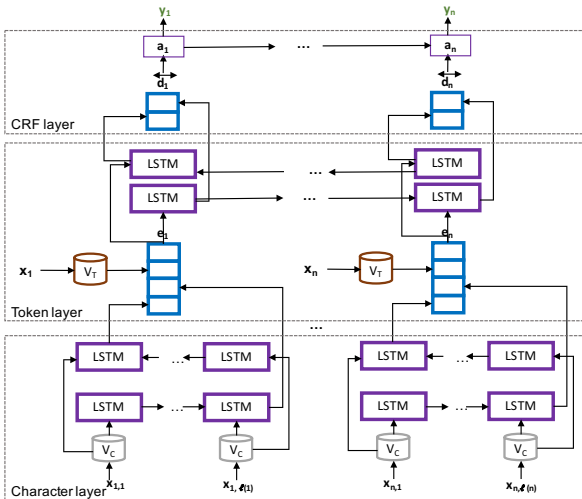 y1 yn
a1 ... an
d1 dn
CRF layer
LSTM LSTM
...
LSTM ... LSTM
e1 en
x1 VT xn VT
Token layer
...
LSTM ... LSTM LSTM ... LSTM
LSTM ... LSTM LSTM ... LSTM
VC VC VC VC
x1,1 x1,ℓ(1) xn,1 xn,ℓ(n)
Character layer